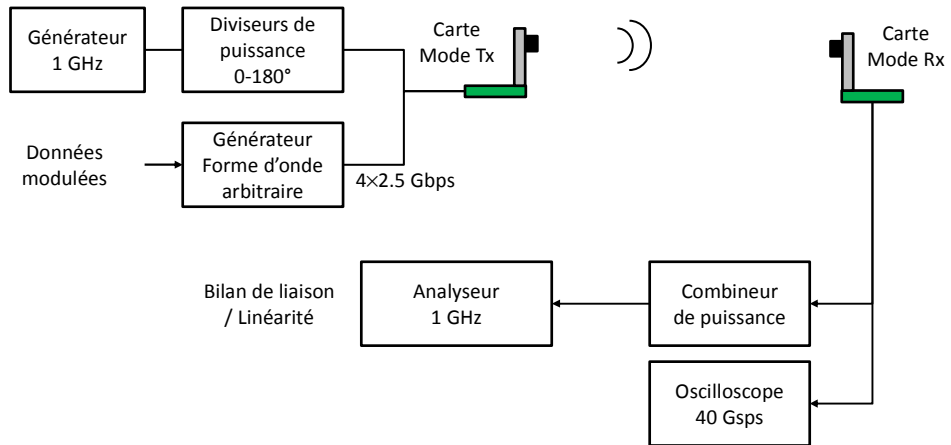 Générateur
1 GHz
Diviseurs de
puissance
0-180°
Carte
Mode Tx
Carte
Mode Rx
Données
modulées
Générateur
Forme d'onde
arbitraire
4×2.5 Gbps
Bilan de liaison
/ Linéarité
Analyseur
1 GHz
Combineur
de puissance
Oscilloscope
40 Gsps